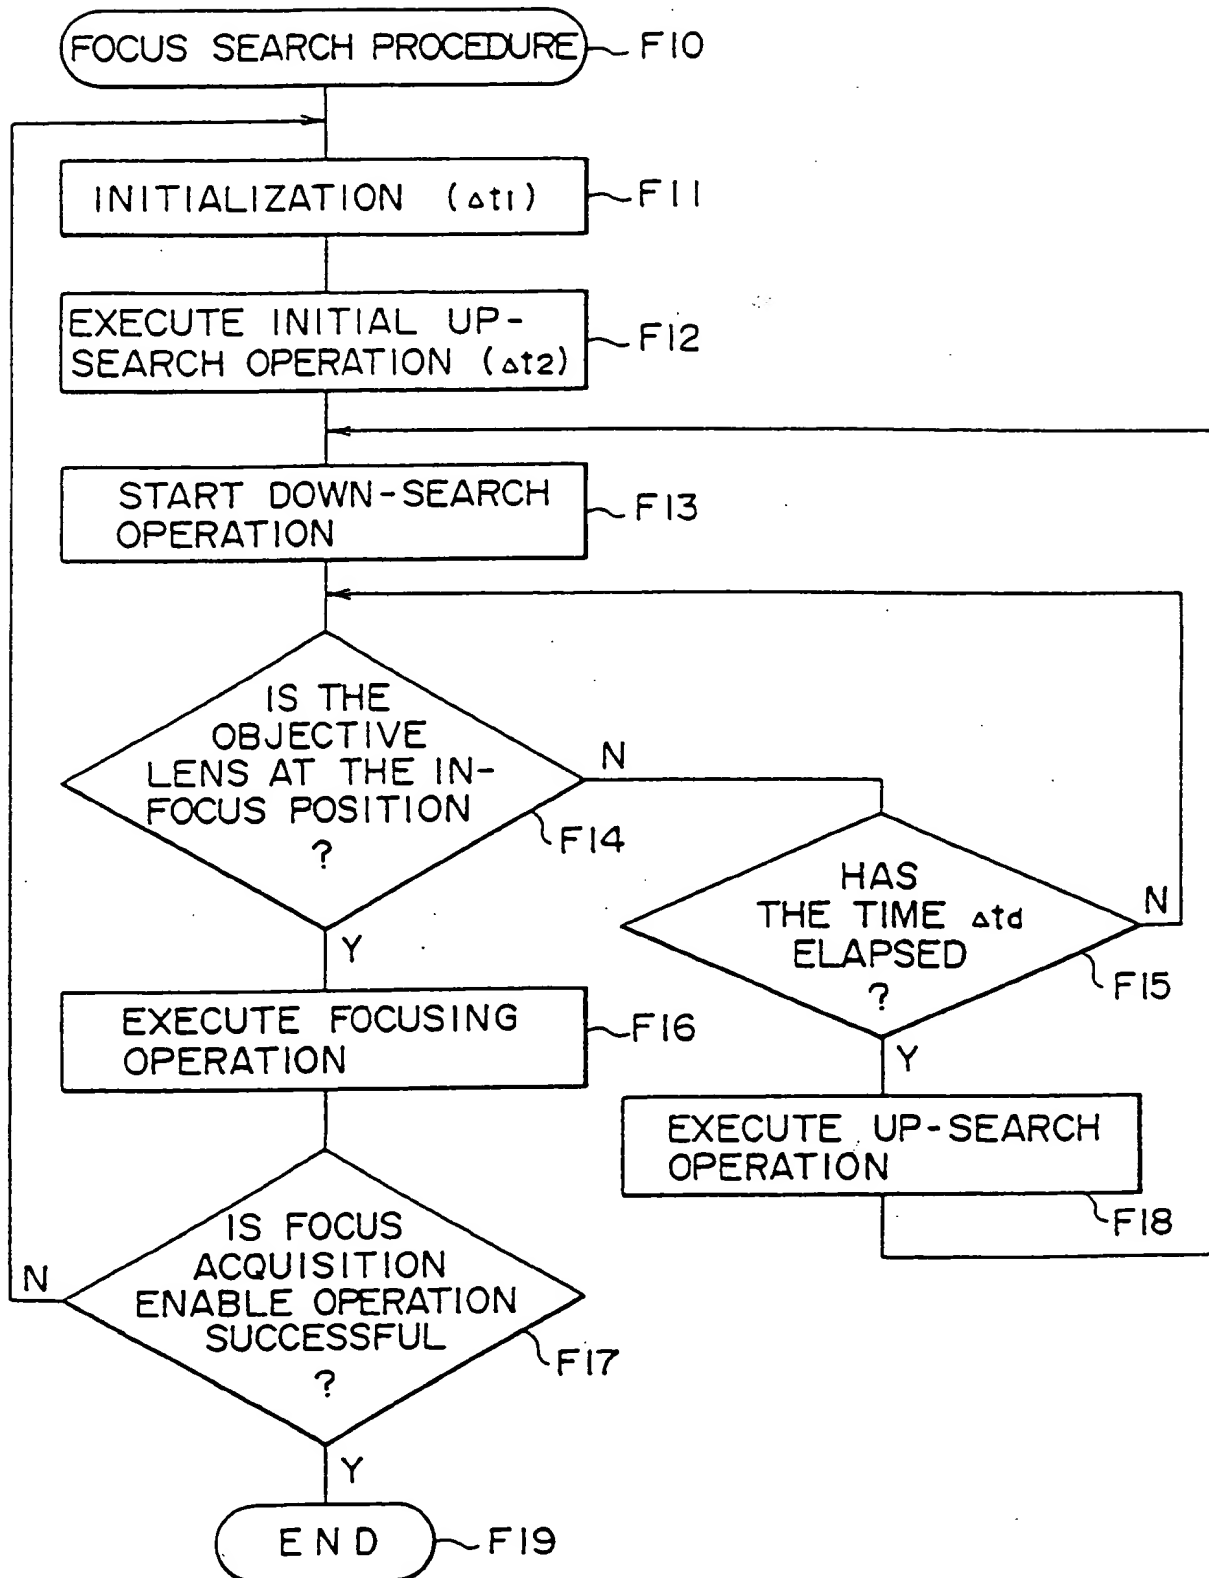 FOCUS SEARCH PROCEDURE
F10
INITIALIZATION (Δt1)
F11
EXECUTE INITIAL UP-
SEARCH OPERATION (Δt2)
F12
START DOWN-SEARCH
OPERATION
F13
IS THE
OBJECTIVE
LENS AT THE IN-
FOCUS POSITION
?
F14
N
Y
HAS
THE TIME Δtd
ELAPSED
?
F15
N
Y
EXECUTE FOCUSING
OPERATION
F16
EXECUTE UP-SEARCH
OPERATION
F18
IS FOCUS
ACQUISITION
ENABLE OPERATION
SUCCESSFUL
?
F17
N
Y
END
F19